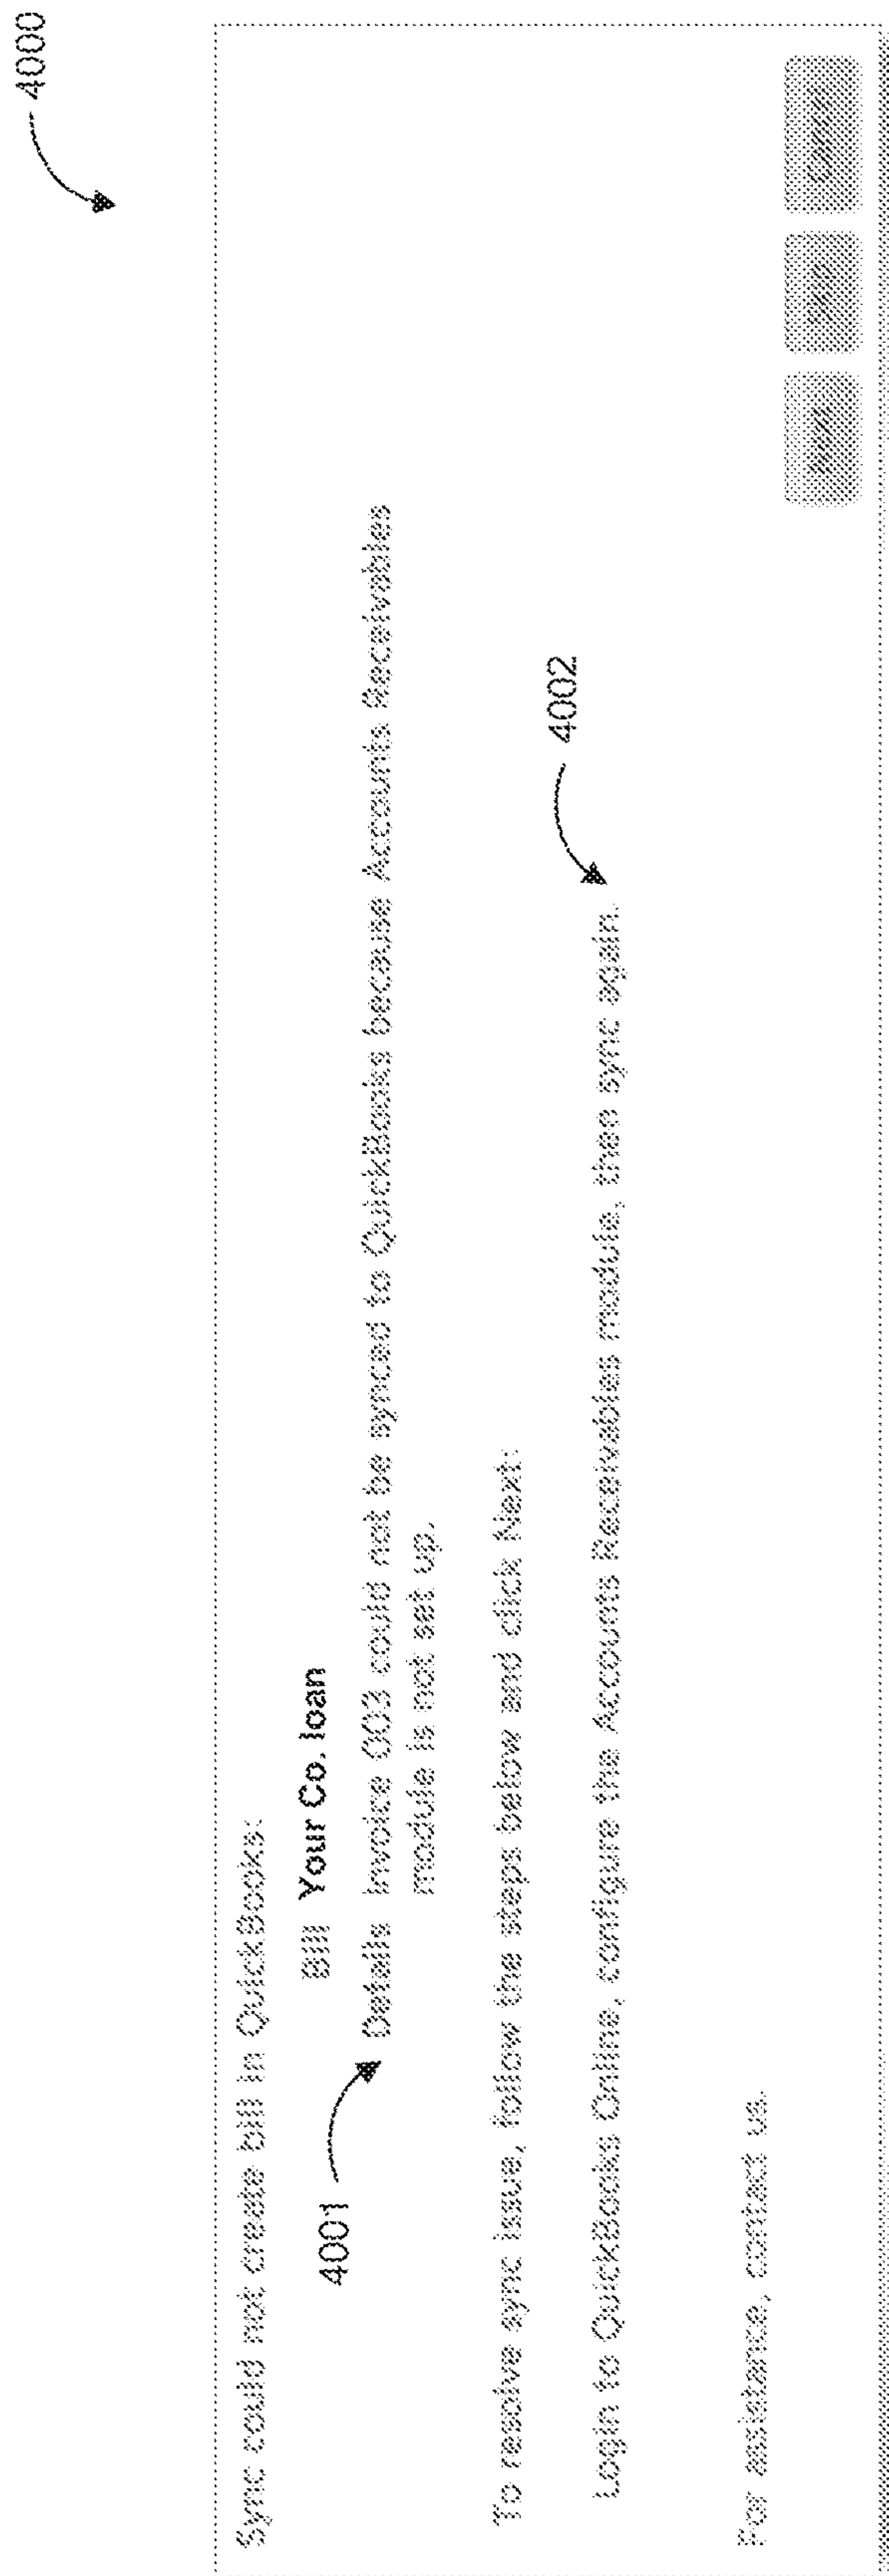 4000
Sync could not create bill in QuickBooks:
Bill Your Co. loan
4001
Details Invoice 003 could not be synced to QuickBooks because Accounts Receivables
module is not set up.
To resolve sync issue, follow the steps below and click Next:
4002
Login to QuickBooks Online, configure the Accounts Receivables module, then sync again.
For assistance, contact us.